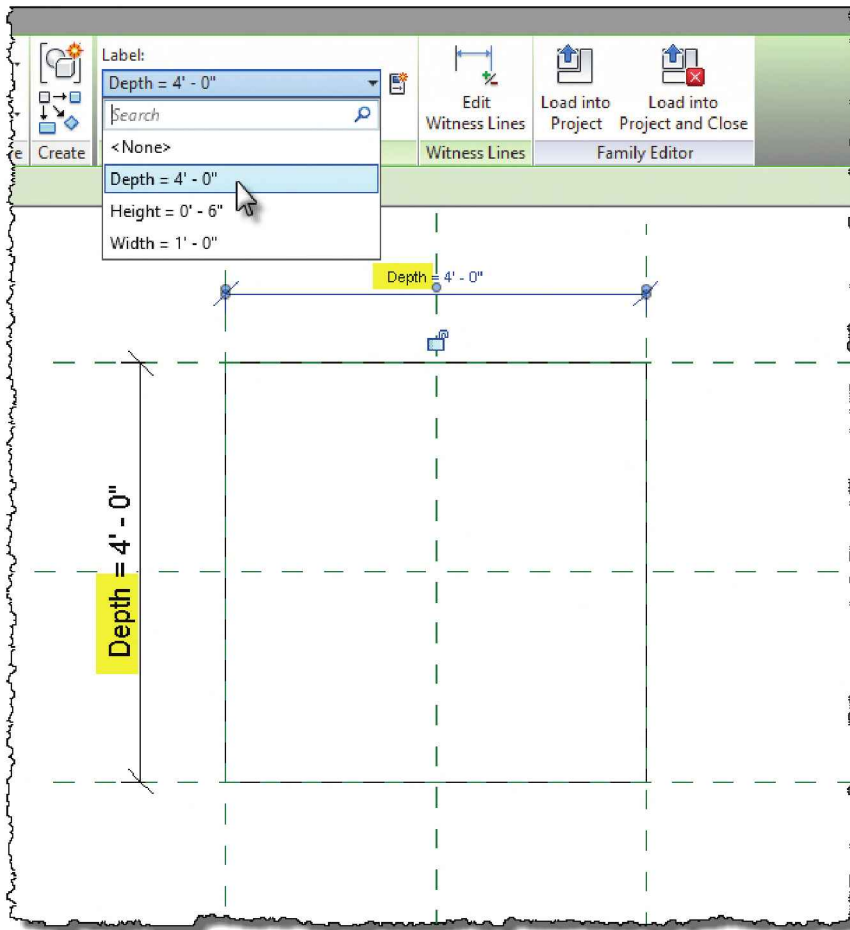 Label:
Depth = 4' - 0"
Search
<None>
Depth = 4' - 0"
Height = 0' - 6"
Width = 1' - 0"
e
Create
Edit
Witness Lines
Witness Lines
Load into
Project
Load into
Project and Close
Family Editor
Depth = 4' - 0"
Depth = 4' - 0"